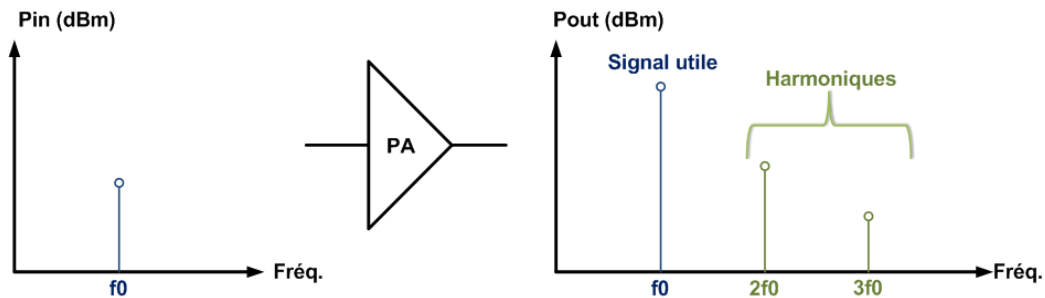 Pin (dBm)
Fréq.
f0
PA
Pout (dBm)
Signal utile
Harmoniques
Fréq.
f0
2f0
3f0